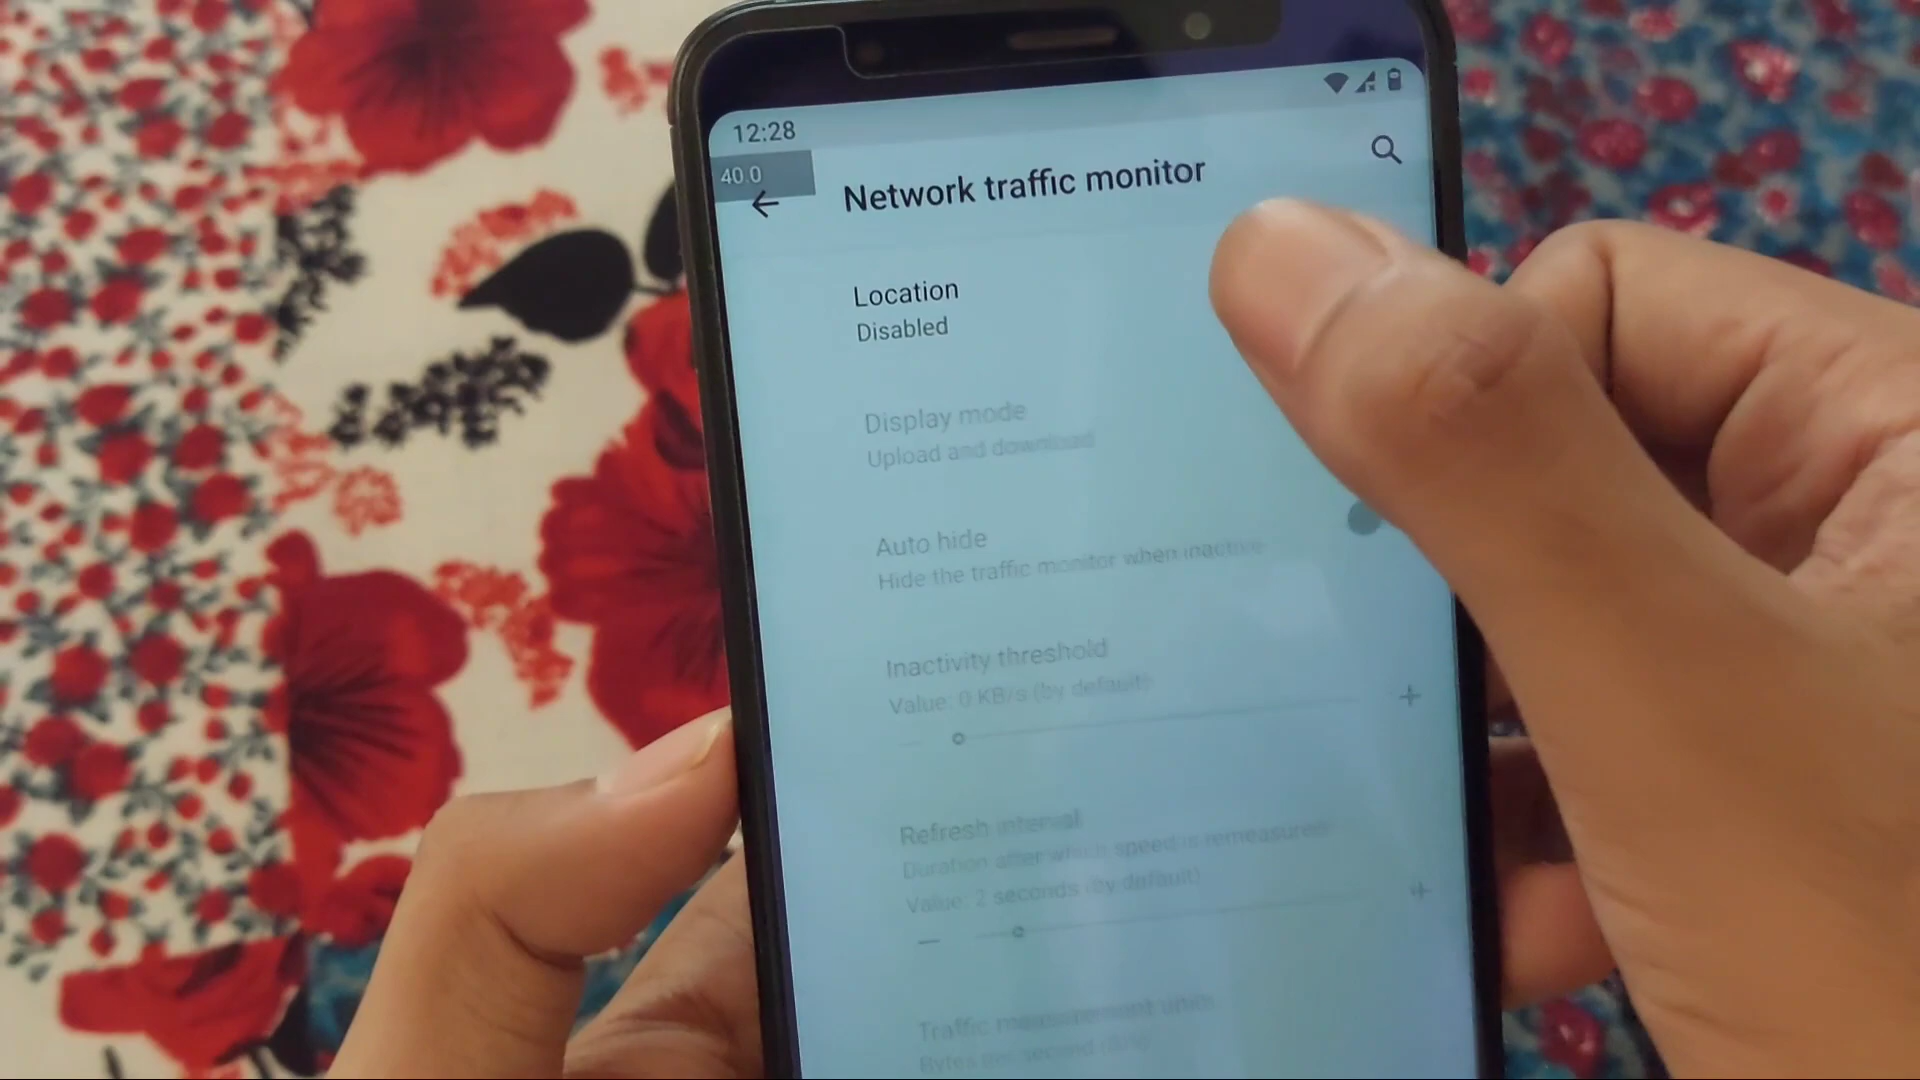 12:28
40.0
Network traffic monitor
Location
Disabled
Display mode
Upload and download
Auto hide
Hide the traffic monitor when inactive
Inactivity threshold
Value: 0 KB/s (by default)
Refresh interval
Duration after which speed is remeasured
Value: 2 seconds (by default)
Traffic measurement units
Bytes per second (B/s)